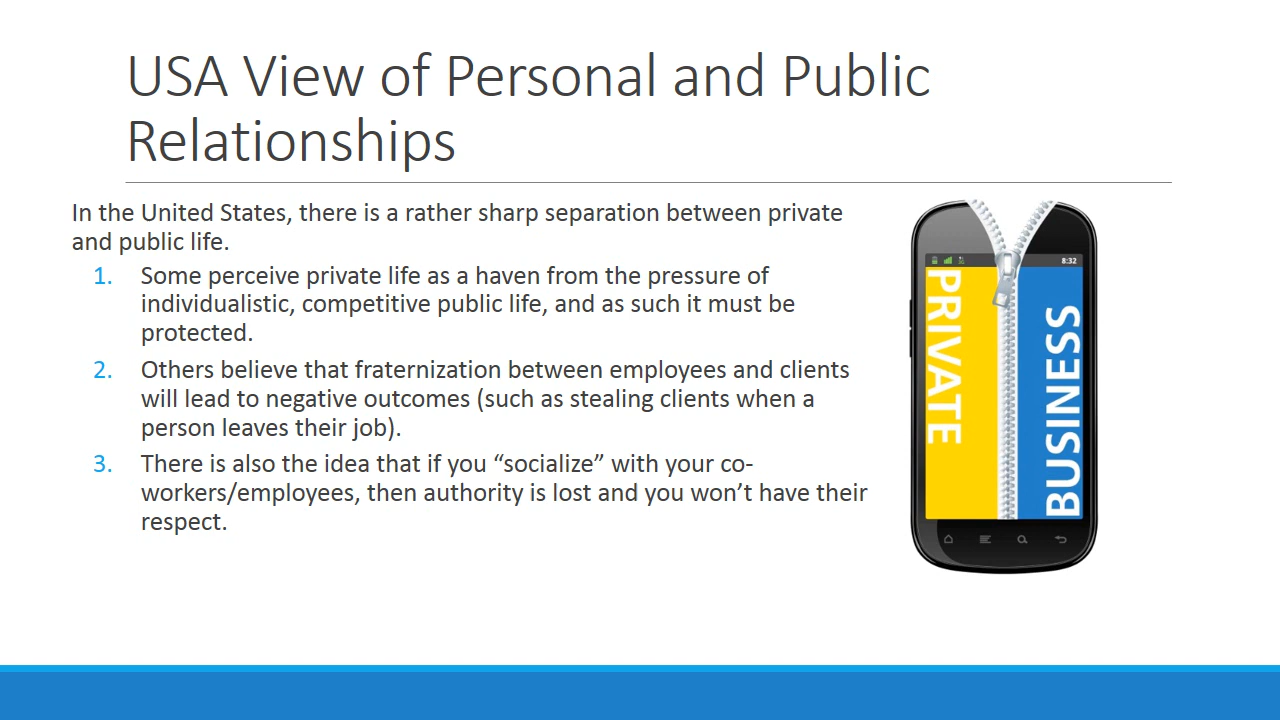 USA View of Personal and Public
Relationships
In the United States, there is a rather sharp separation between private
and public life.
1. Some perceive private life as a haven from the pressure of
individualistic, competitive public life, and as such it must be
protected.
2. Others believe that fraternization between employees and clients
will lead to negative outcomes (such as stealing clients when a
person leaves their job).
3. There is also the idea that if you “socialize” with your co-
workers/employees, then authority is lost and you won’t have their
respect.
8:32
PRIVATE
BUSINESS